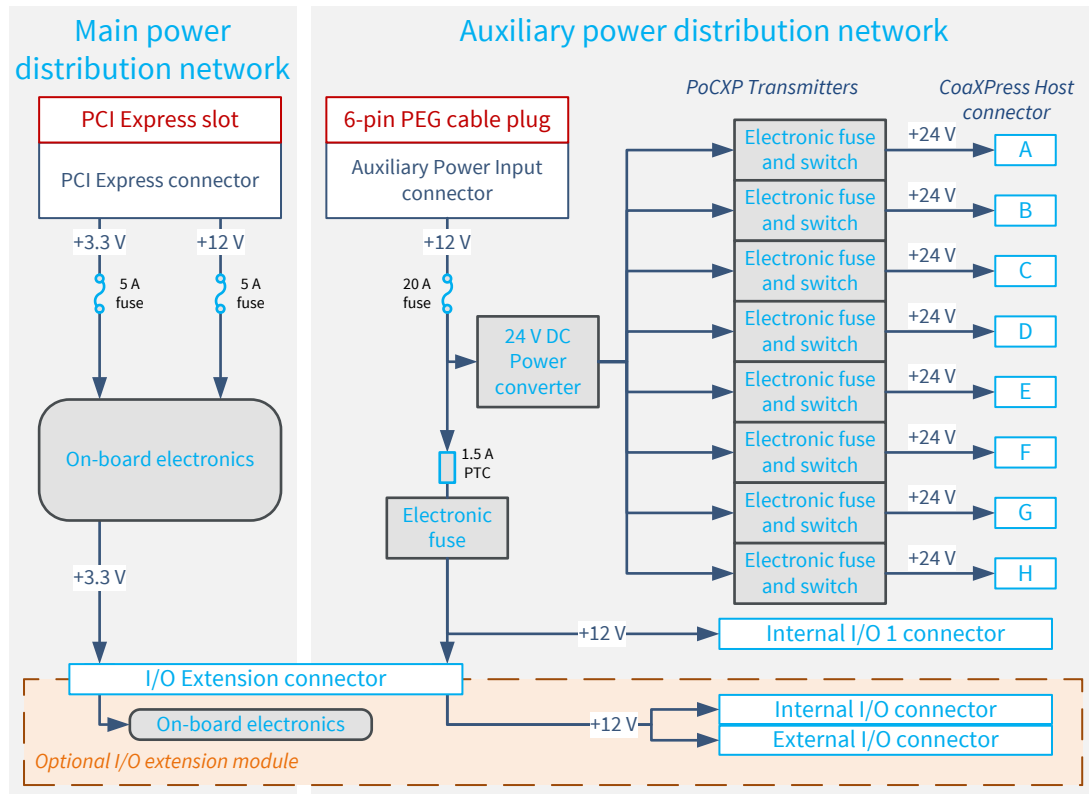 Main power
distribution network
PCI Express slot
PCI Express connector
+3.3 V
+12 V
5 A
fuse
5 A
fuse
On-board electronics
+3.3 V
Auxiliary power distribution network
6-pin PEG cable plug
Auxiliary Power Input
connector
+12 V
20 A
fuse
24 V DC
Power
converter
1.5 A
PTC
Electronic
fuse
PoCXP Transmitters
CoaXPress Host
connector
Electronic fuse
and switch
+24 V
A
Electronic fuse
and switch
+24 V
B
Electronic fuse
and switch
+24 V
C
Electronic fuse
and switch
+24 V
D
Electronic fuse
and switch
+24 V
E
Electronic fuse
and switch
+24 V
F
Electronic fuse
and switch
+24 V
G
Electronic fuse
and switch
+24 V
H
+12 V
Internal I/O 1 connector
I/O Extension connector
On-board electronics
+12 V
Internal I/O connector
External I/O connector
Optional I/O extension module